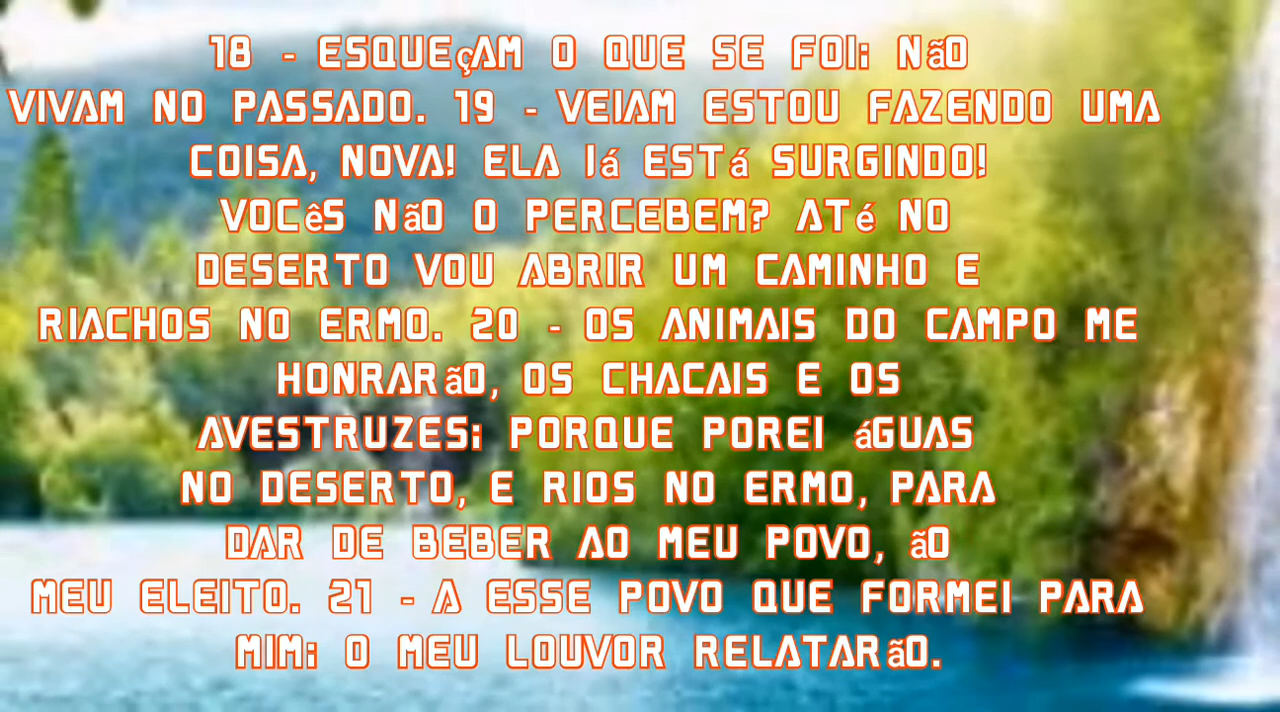 18 - ESQUEçAM O QUE SE FOI; NãO
VIVAM NO PASSADO. 19 - VEJAM ESTOU FAZENDO UMA
COISA, NOVA! ELA Já ESTá SURGINDO!
VOCêS NãO O PERCEBEM? ATé NO
DESERTO VOU ABRIR UM CAMINHO E
RIACHOS NO ERMO. 20 - OS ANIMAIS DO CAMPO ME
HONRARãO, OS CHACAIS E OS
AVESTRUZES; PORQUE POREI áGUAS
NO DESERTO, E RIOS NO ERMO, PARA
DAR DE BEBER AO MEU POVO, ãO
MEU ELEITO. 21 - A ESSE POVO QUE FORMEI PARA
MIM; O MEU LOUVOR RELATARãO.